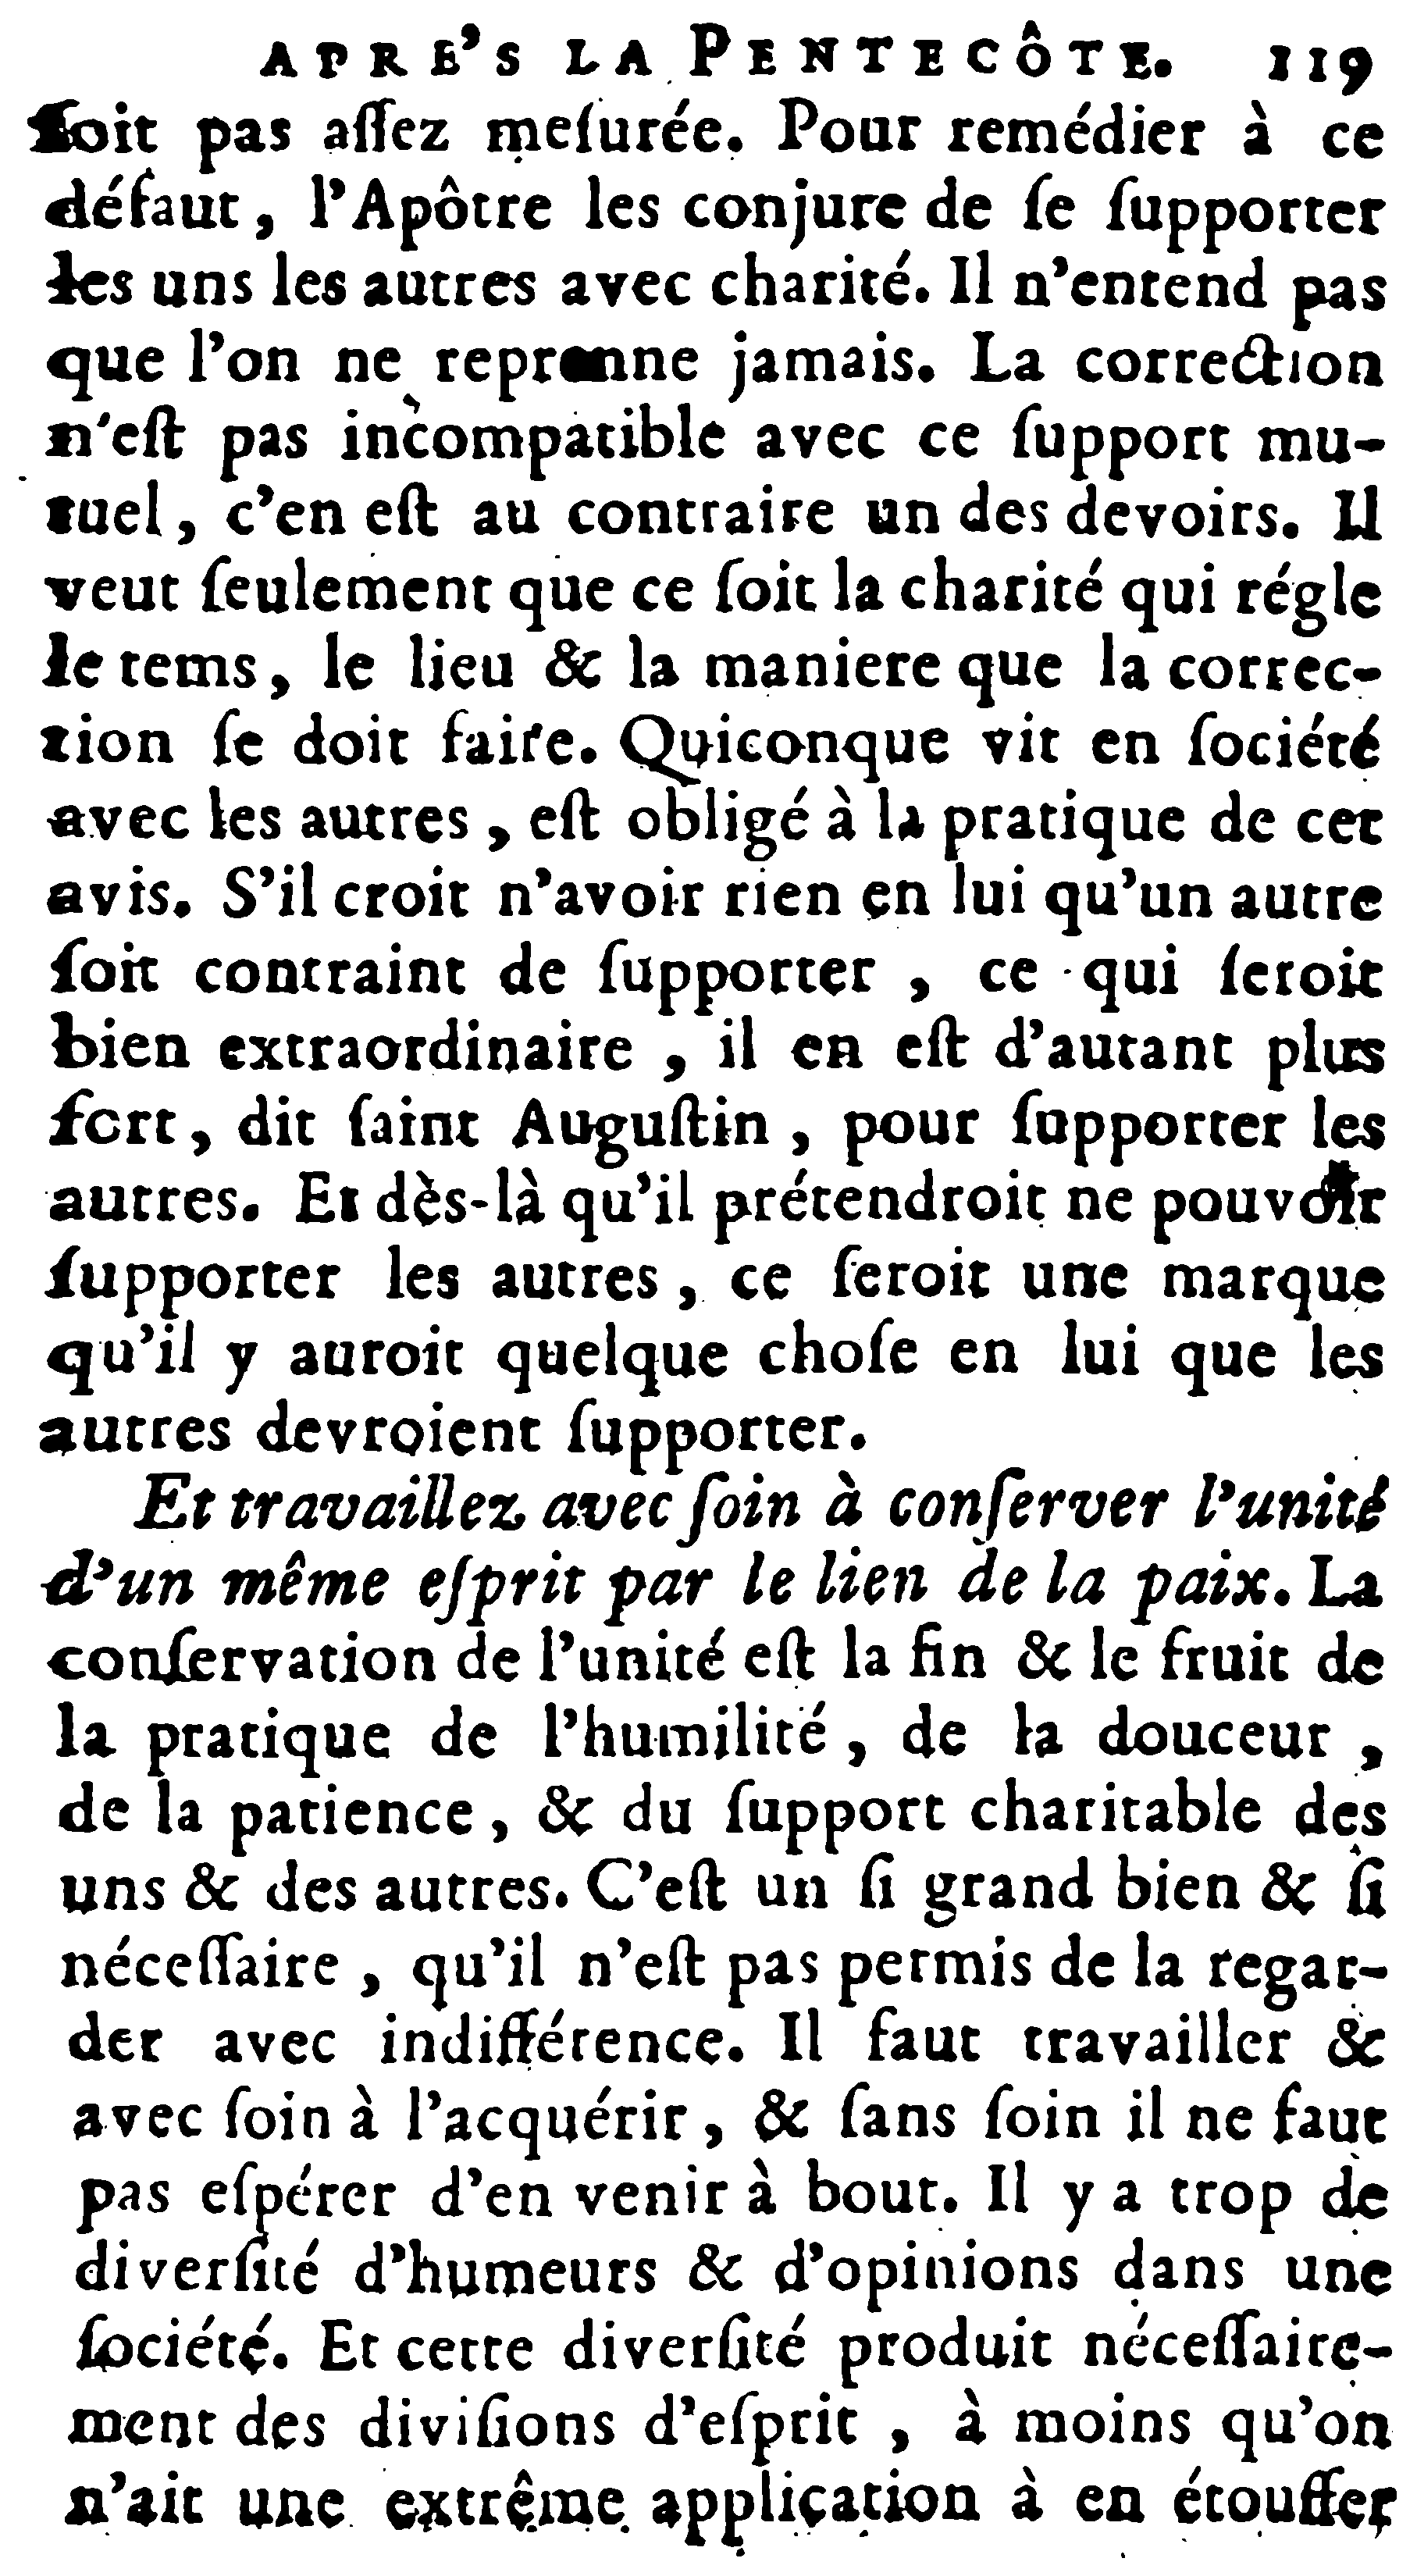 APRE'S LA PENTECÔTE. 119
ſoit pas aſſez meſurée. Pour remédier à ce
défaut, l'Apôtre les conjure de ſe ſupporter
les uns les autres avec charité. Il n'entend pas
que l'on ne reprenne jamais. La correction
n'eſt pas incompatible avec ce ſupport mu-
tuel, c'en eſt au contraire un des devoirs. Il
veut ſeulement que ce ſoit la charité qui régle
le tems, le lieu & la maniere que la correc-
tion ſe doit faire. Quiconque vit en ſociété
avec les autres, eſt obligé à la pratique de cet
avis. S'il croit n'avoir rien en lui qu'un autre
ſoit contraint de ſupporter, ce qui ſeroit
bien extraordinaire, il en eſt d'autant plus
fort, dit ſaint Auguſtin, pour ſupporter les
autres. Et dès-là qu'il prétendroit ne pouvoir
ſupporter les autres, ce ſeroit une marque
qu'il y auroit quelque choſe en lui que les
autres devroient ſupporter.
Et travaillez avec ſoin à conſerver l'unité
d'un même eſprit par le lien de la paix. La
conſervation de l'unité eſt la fin & le fruit de
la pratique de l'humilité, de la douceur,
de la patience, & du ſupport charitable des
uns & des autres. C'eſt un ſi grand bien & ſi
néceſſaire, qu'il n'eſt pas permis de la regar-
der avec indifférence. Il faut travailler &
avec ſoin à l'acquérir, & ſans ſoin il ne faut
pas eſpérer d'en venir à bout. Il y a trop de
diverſité d'humeurs & d'opinions dans une
ſociété. Et cette diverſité produit néceſſaire-
ment des diviſions d'eſprit, à moins qu'on
n'ait une extrême application à en étouffer